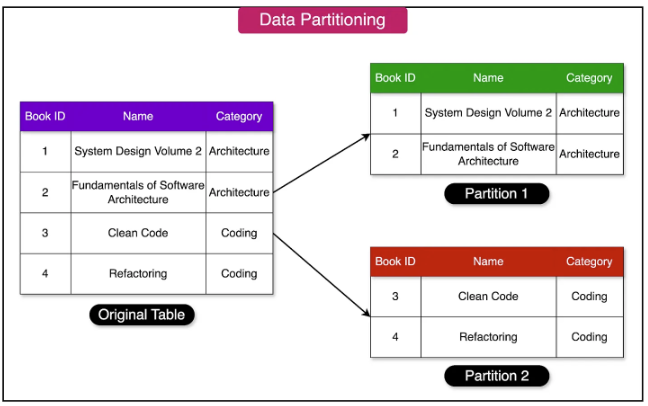 Data Partitioning
Book ID Name Category
1 System Design Volume 2 Architecture
2 Fundamentals of Software Architecture Architecture
3 Clean Code Coding
4 Refactoring Coding
Original Table
Book ID Name Category
1 System Design Volume 2 Architecture
2 Fundamentals of Software Architecture Architecture
Partition 1
Book ID Name Category
3 Clean Code Coding
4 Refactoring Coding
Partition 2